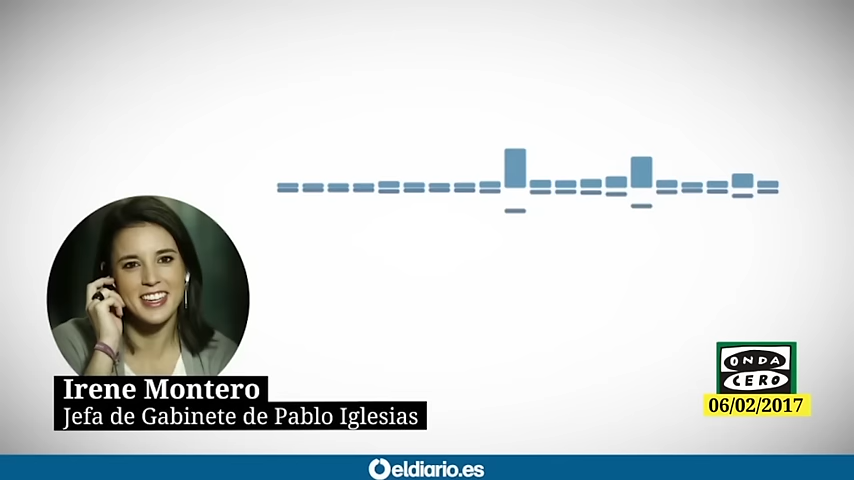 ONDA
CERO
06/02/2017
Irene Montero
Jefa de Gabinete de Pablo Iglesias
eldiario.es